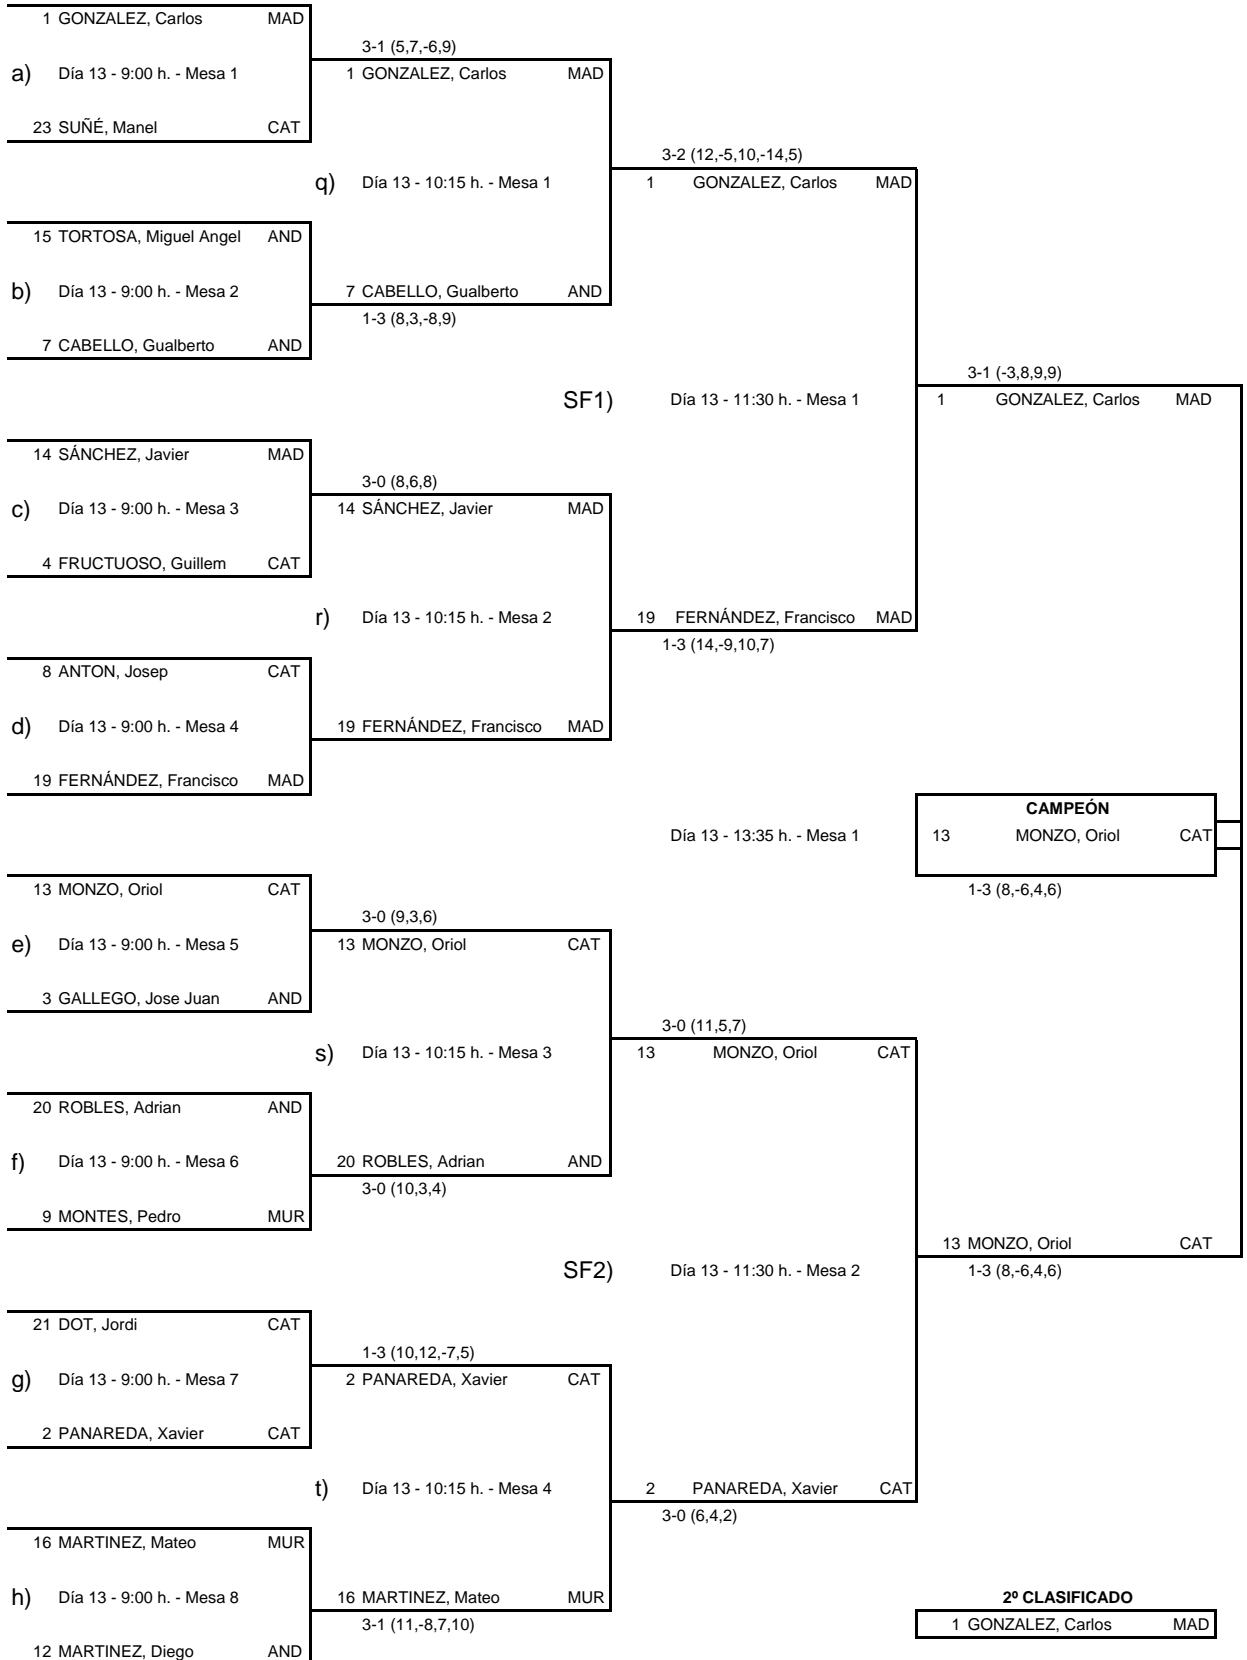 1 GONZALEZ, Carlos MAD
3-1 (5,7,-6,9)
a) Día 13 - 9:00 h. - Mesa 1 1 GONZALEZ, Carlos MAD
23 SUÑÉ, Manel CAT
3-2 (12,-5,10,-14,5)
q) Día 13 - 10:15 h. - Mesa 1 1 GONZALEZ, Carlos MAD
15 TORTOSA, Miguel Angel AND
b) Día 13 - 9:00 h. - Mesa 2 7 CABELLO, Gualberto AND
1-3 (8,3,-8,9)
7 CABELLO, Gualberto AND
3-1 (-3,8,9,9)
SF1) Día 13 - 11:30 h. - Mesa 1 1 GONZALEZ, Carlos MAD
14 SÁNCHEZ, Javier MAD
3-0 (8,6,8)
c) Día 13 - 9:00 h. - Mesa 3 14 SÁNCHEZ, Javier MAD
4 FRUCTUOSO, Guillem CAT
r) Día 13 - 10:15 h. - Mesa 2 19 FERNÁNDEZ, Francisco MAD
1-3 (14,-9,10,7)
8 ANTON, Josep CAT
d) Día 13 - 9:00 h. - Mesa 4 19 FERNÁNDEZ, Francisco MAD
19 FERNÁNDEZ, Francisco MAD
CAMPEÓN
Día 13 - 13:35 h. - Mesa 1 13 MONZO, Oriol CAT
13 MONZO, Oriol CAT 1-3 (8,-6,4,6)
3-0 (9,3,6)
e) Día 13 - 9:00 h. - Mesa 5 13 MONZO, Oriol CAT
3 GALLEGO, Jose Juan AND
3-0 (11,5,7)
s) Día 13 - 10:15 h. - Mesa 3 13 MONZO, Oriol CAT
20 ROBLES, Adrian AND
f) Día 13 - 9:00 h. - Mesa 6 20 ROBLES, Adrian AND
3-0 (10,3,4)
9 MONTES, Pedro MUR
13 MONZO, Oriol CAT
SF2) Día 13 - 11:30 h. - Mesa 2 1-3 (8,-6,4,6)
21 DOT, Jordi CAT
1-3 (10,12,-7,5)
g) Día 13 - 9:00 h. - Mesa 7 2 PANAREDA, Xavier CAT
2 PANAREDA, Xavier CAT
t) Día 13 - 10:15 h. - Mesa 4 2 PANAREDA, Xavier CAT
3-0 (6,4,2)
16 MARTINEZ, Mateo MUR
h) Día 13 - 9:00 h. - Mesa 8 16 MARTINEZ, Mateo MUR 2º CLASIFICADO
3-1 (11,-8,7,10) 1 GONZALEZ, Carlos MAD
12 MARTINEZ, Diego AND